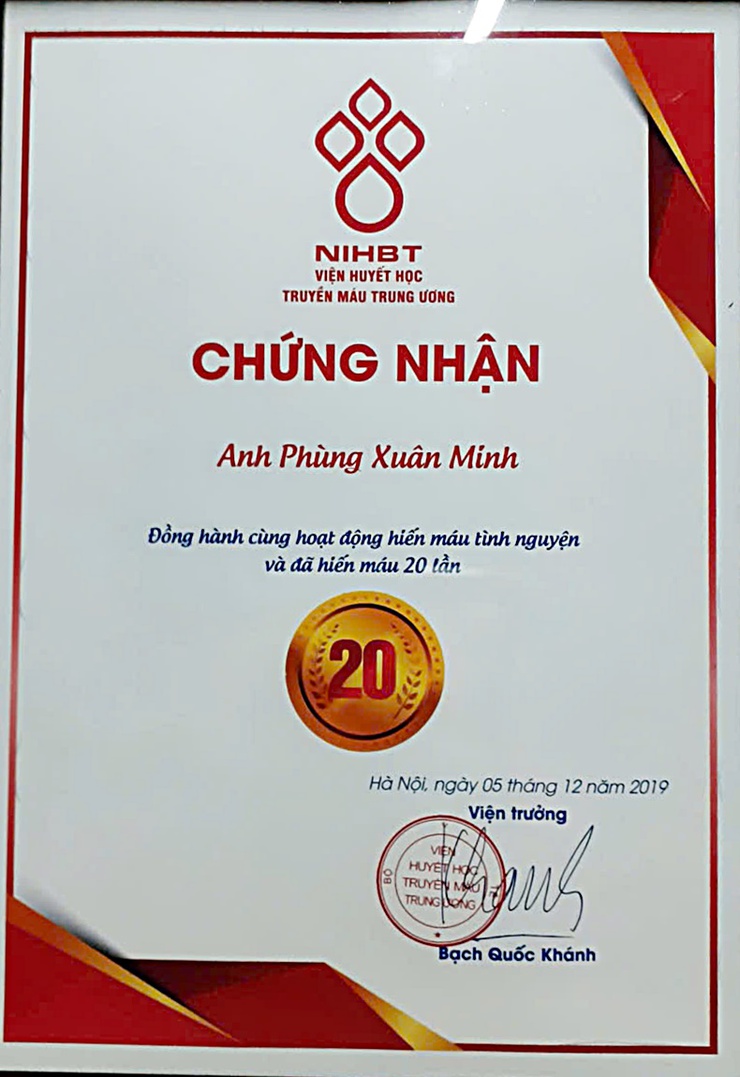 NIHBT
VIỆN HUYẾT HỌC
TRUYỀN MÁU TRUNG ƯƠNG
CHỨNG NHẬN
Anh Phùng Xuân Minh
Đồng hành cùng hoạt động hiến máu tình nguyện
và đã hiến máu 20 lần
20
Hà Nội, ngày 05 tháng 12 năm 2019
Viện trưởng
BỘ
VIỆN
HUYẾT HỌC
TRUYỀN MÁU
TRUNG ƯƠNG
Bạch Quốc Khánh